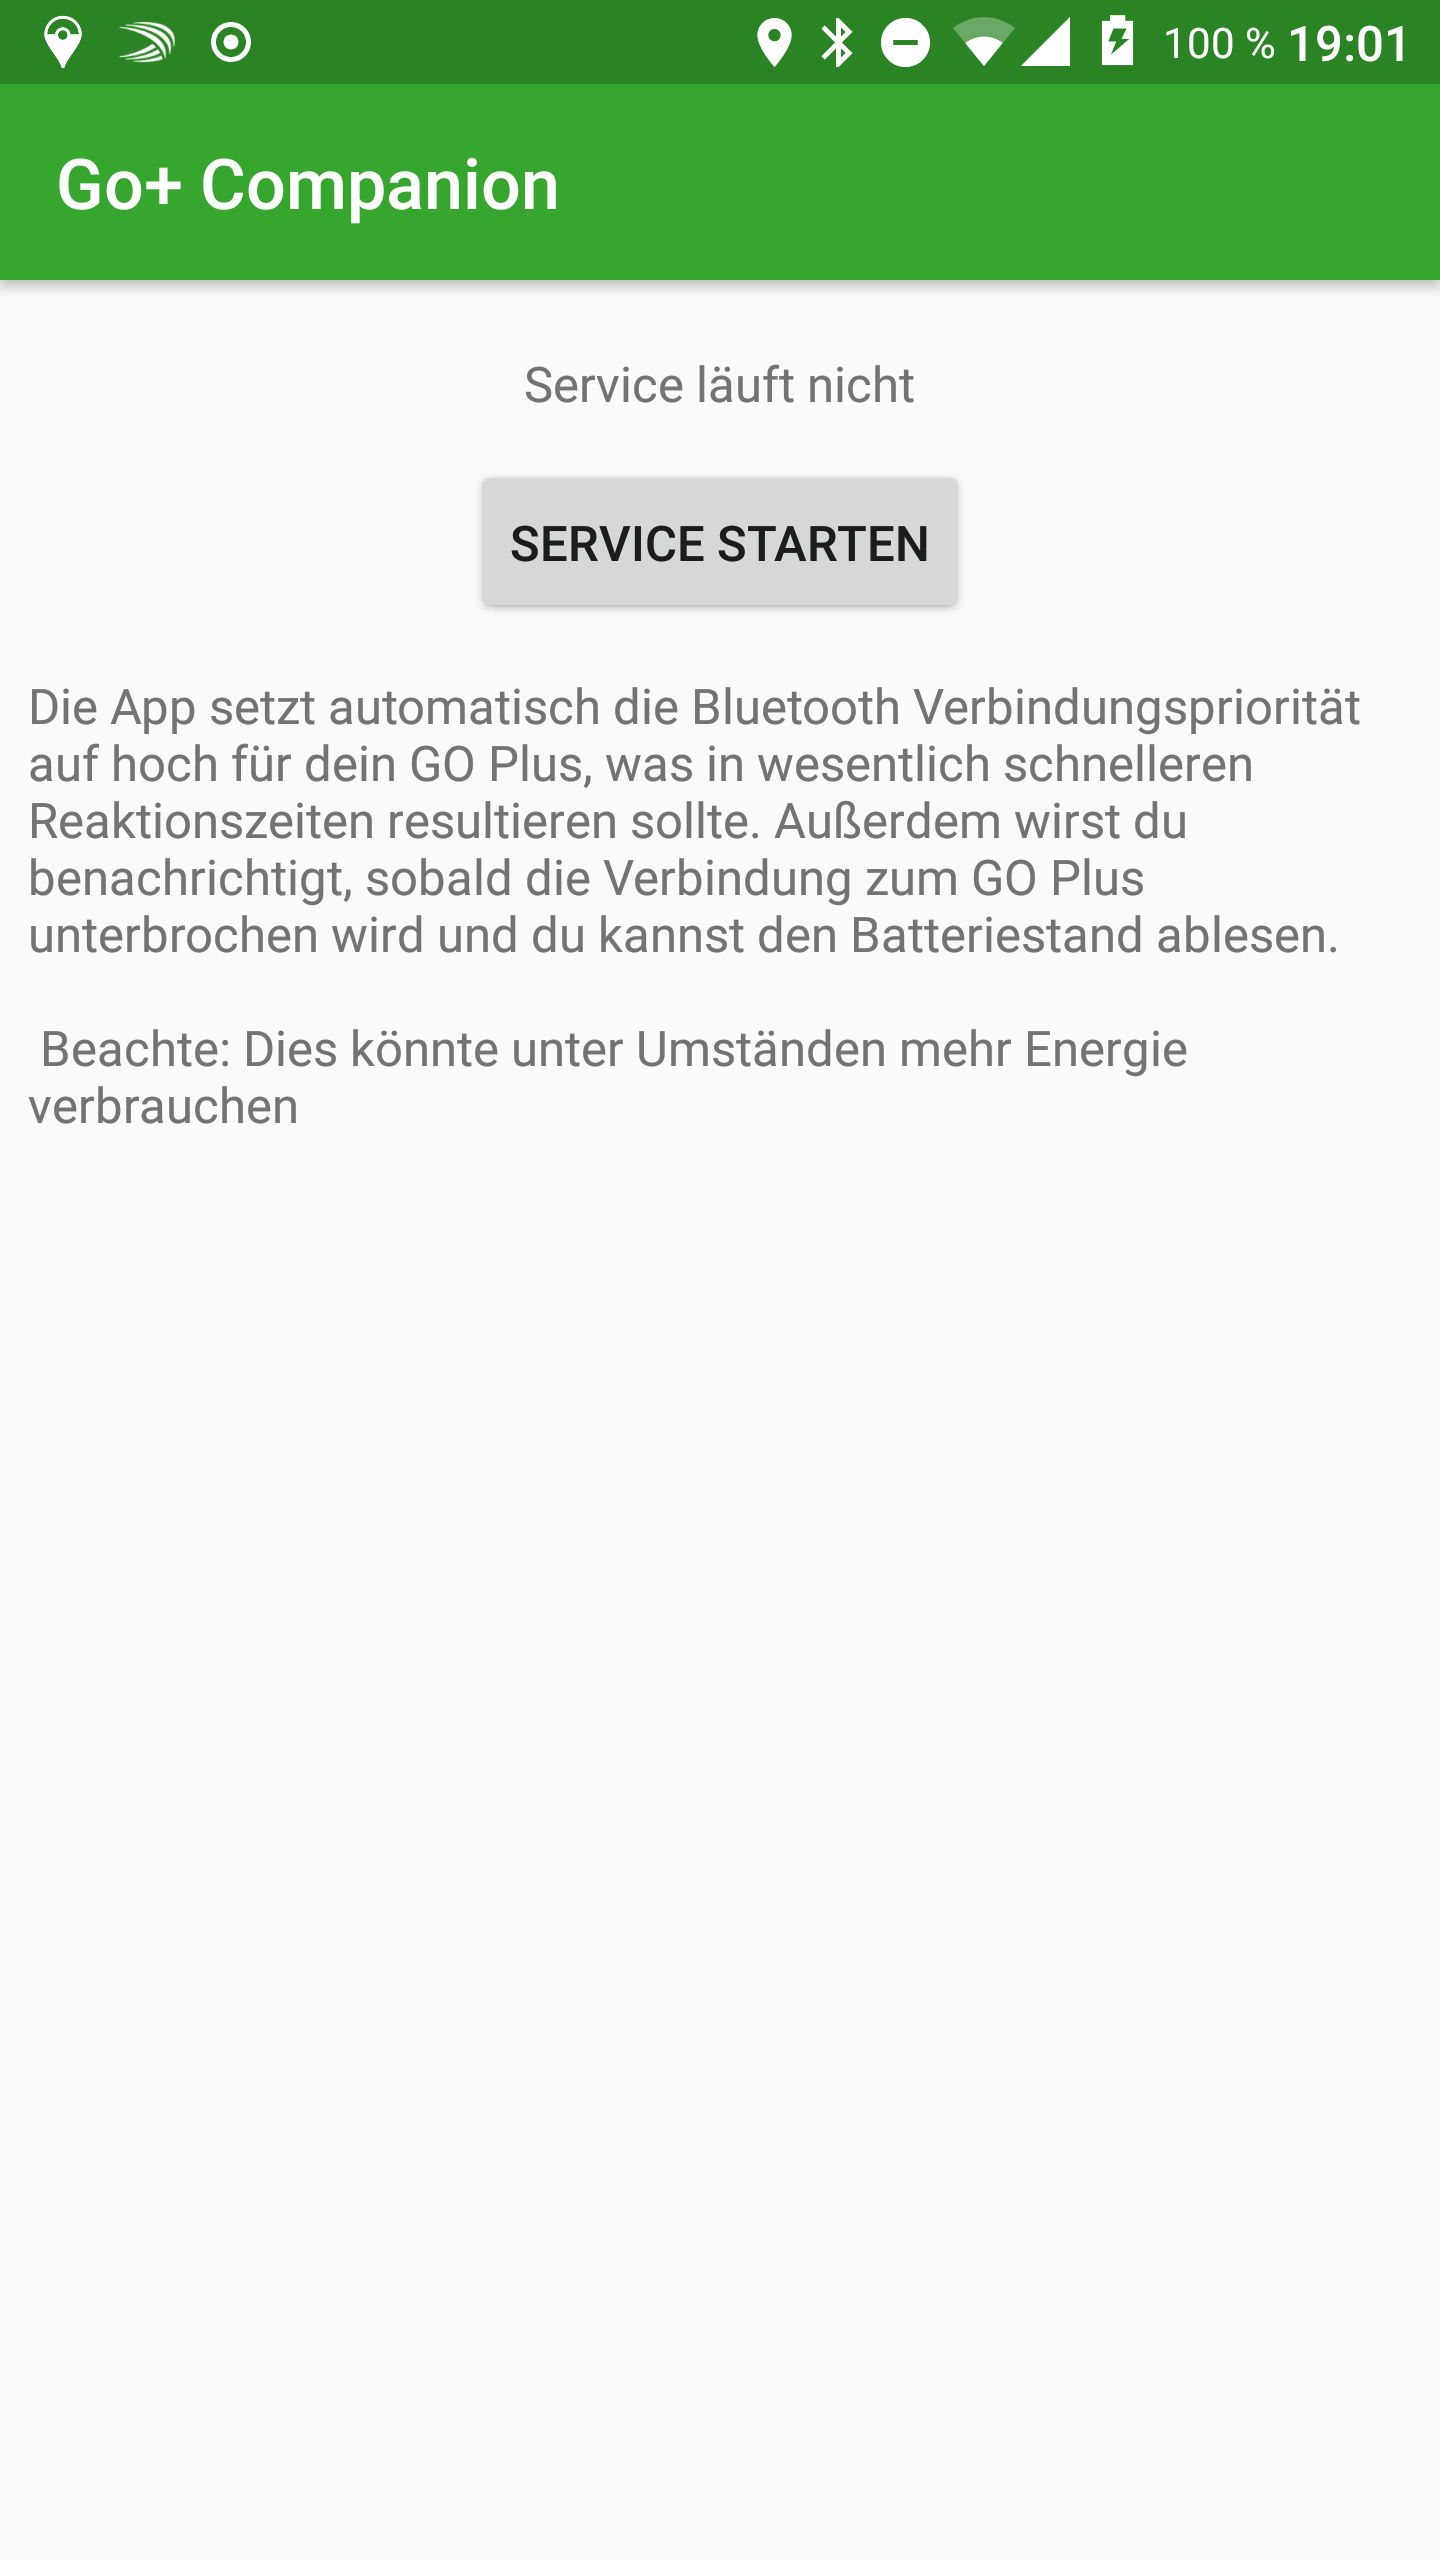 100 % 19:01
Go+ Companion
Service läuft nicht
SERVICE STARTEN
Die App setzt automatisch die Bluetooth Verbindungspriorität
auf hoch für dein GO Plus, was in wesentlich schnelleren
Reaktionszeiten resultieren sollte. Außerdem wirst du
benachrichtigt, sobald die Verbindung zum GO Plus
unterbrochen wird und du kannst den Batteriestand ablesen.
Beachte: Dies könnte unter Umständen mehr Energie
verbrauchen